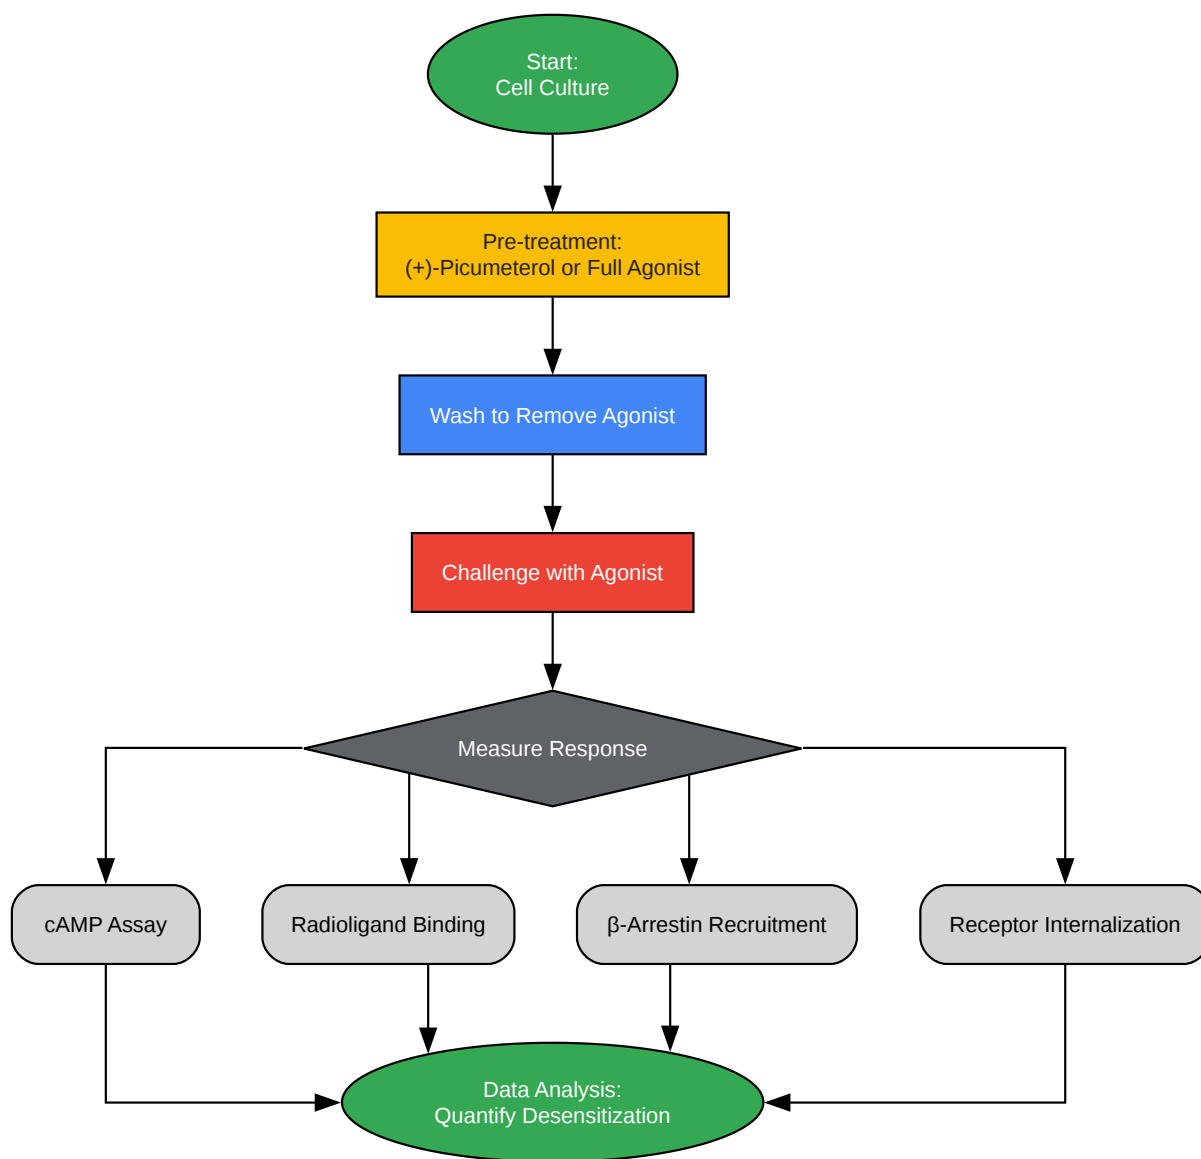 Start:
Cell Culture
Pre-treatment:
(+)-Picumeterol or Full Agonist
Wash to Remove Agonist
Challenge with Agonist
Measure Response
cAMP Assay
Radioligand Binding
β-Arrestin Recruitment
Receptor Internalization
Data Analysis:
Quantify Desensitization